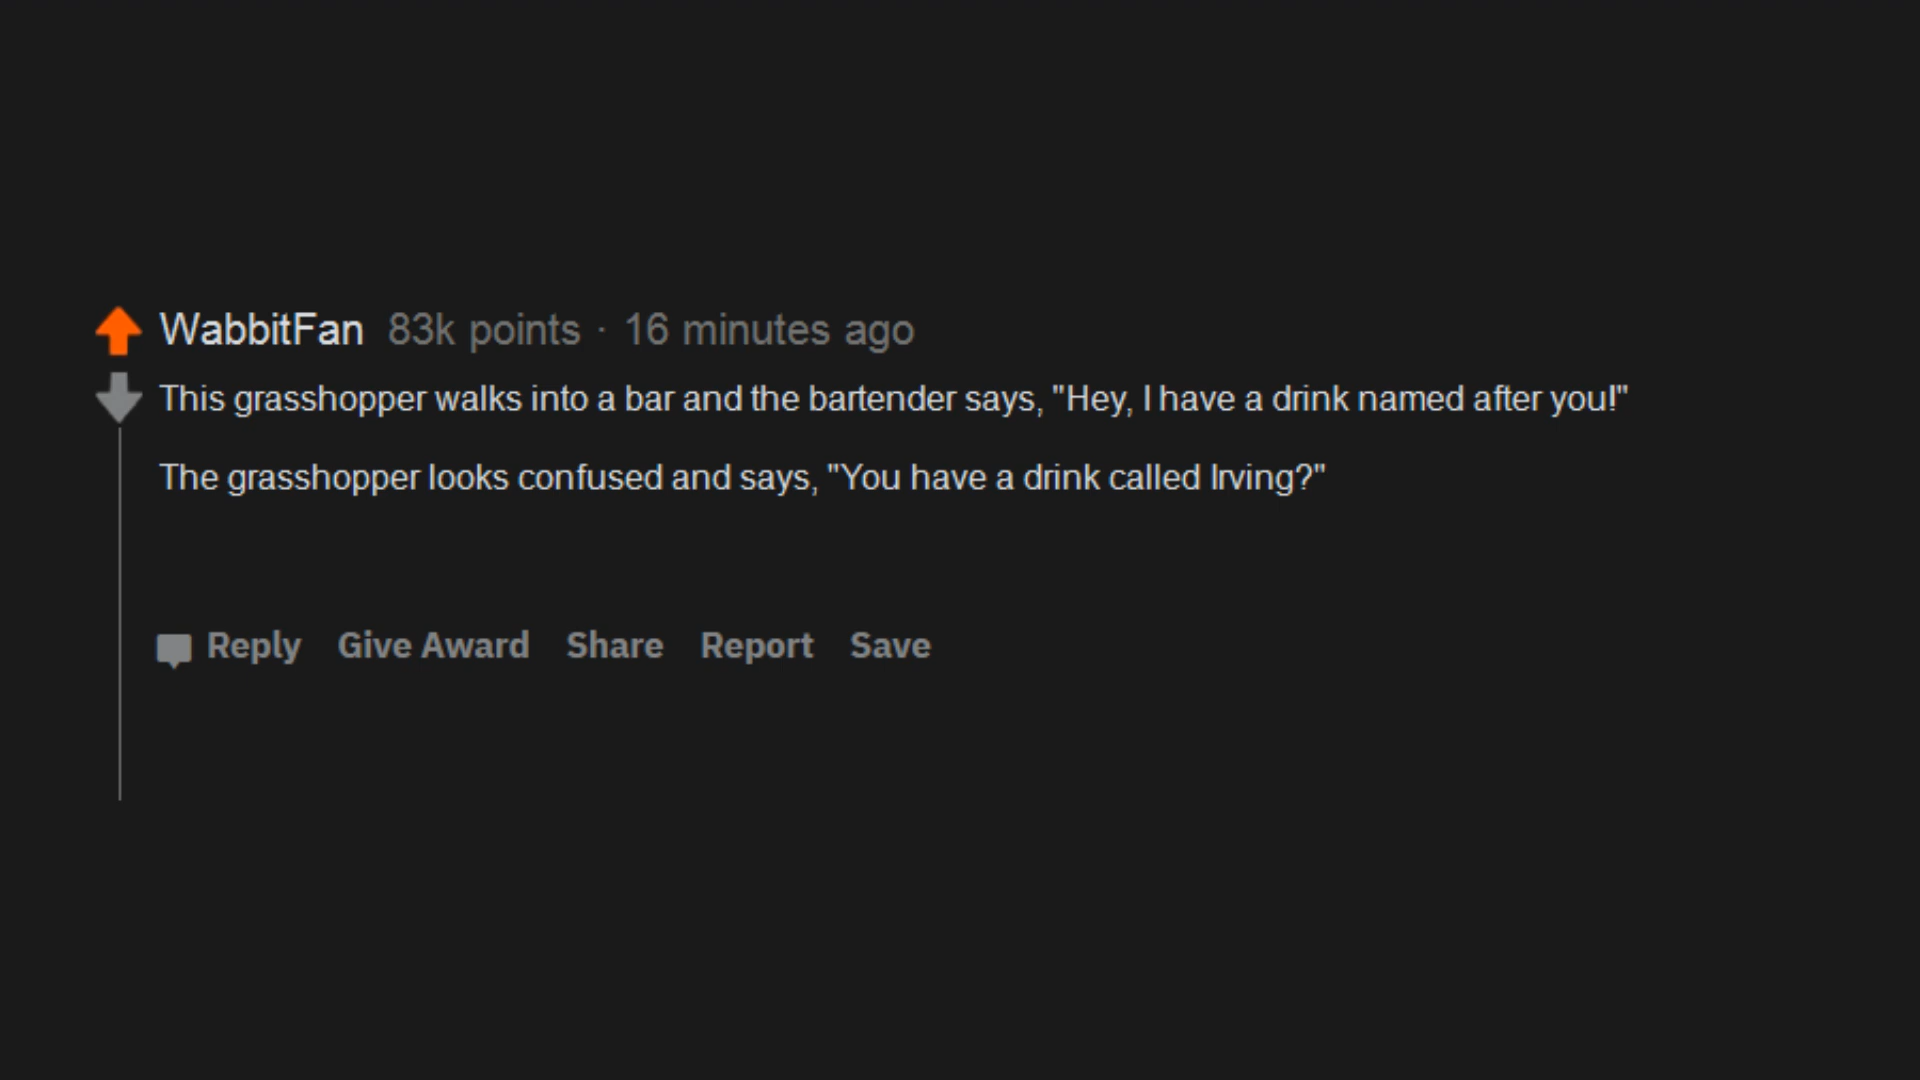 WabbitFan 83k points · 16 minutes ago
This grasshopper walks into a bar and the bartender says, "Hey, I have a drink named after you!"
The grasshopper looks confused and says, "You have a drink called Irving?"
Reply Give Award Share Report Save